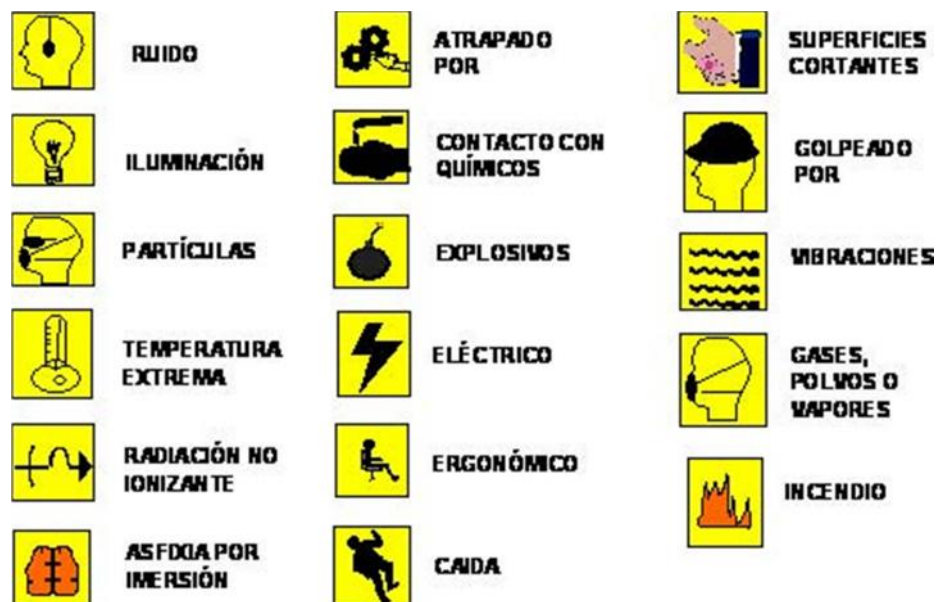 RUIDO
ILUMINACIÓN
PARTÍCULAS
TEMPERATURA
EXTREMA
RADIACIÓN NO
IONIZANTE
ASFIXIA POR
IMERSIÓN
ATRAPADO
POR
CONTACTO CON
QUÍMICOS
EXPLOSIVOS
ELÉCTRICO
ERGONÓMICO
CAIDA
SUPERFICIES
CORTANTES
GOLPEADO
POR
VIBRACIONES
GASES,
POLVOS O
VAPORES
INCENDIO